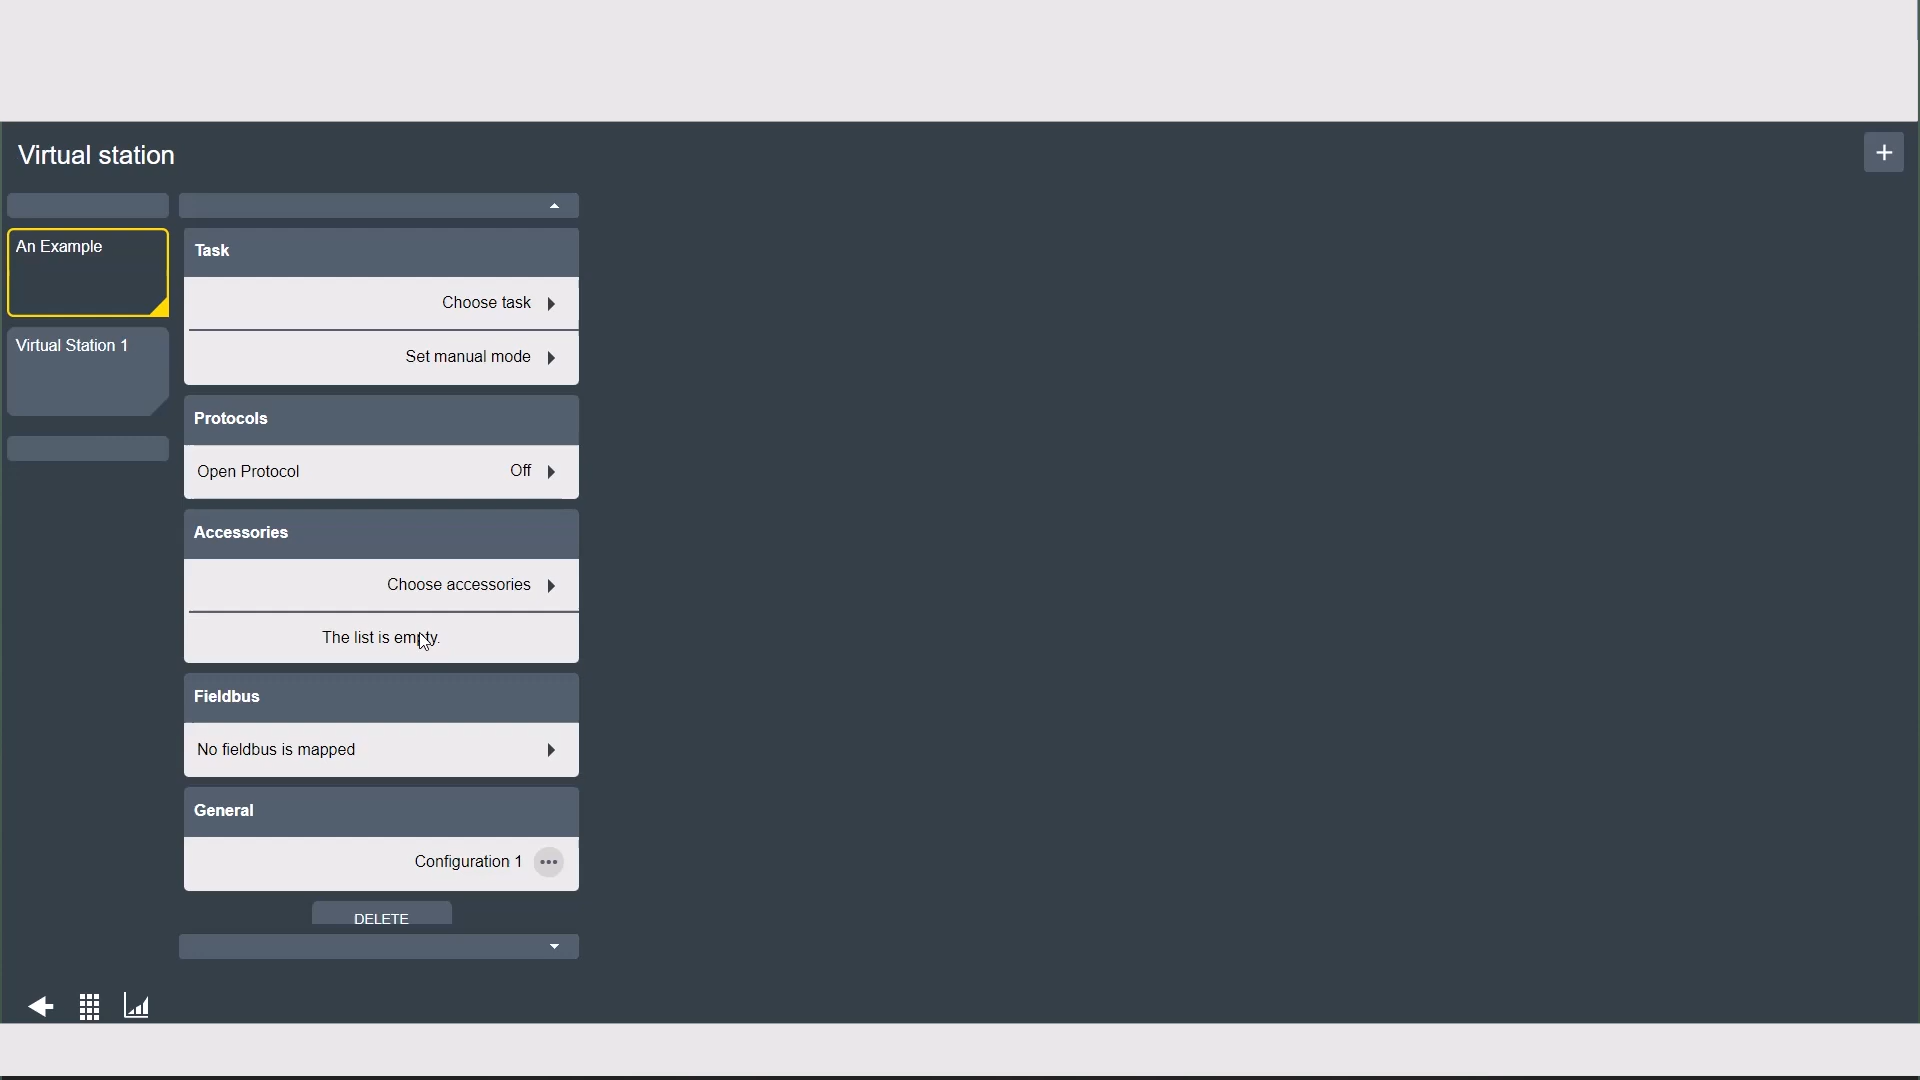 Virtual station
An Example
Virtual Station 1
Task
Choose task
Set manual mode
Protocols
Open Protocol Off
Accessories
Choose accessories
The list is empty.
Fieldbus
No fieldbus is mapped
General
Configuration 1
DELETE